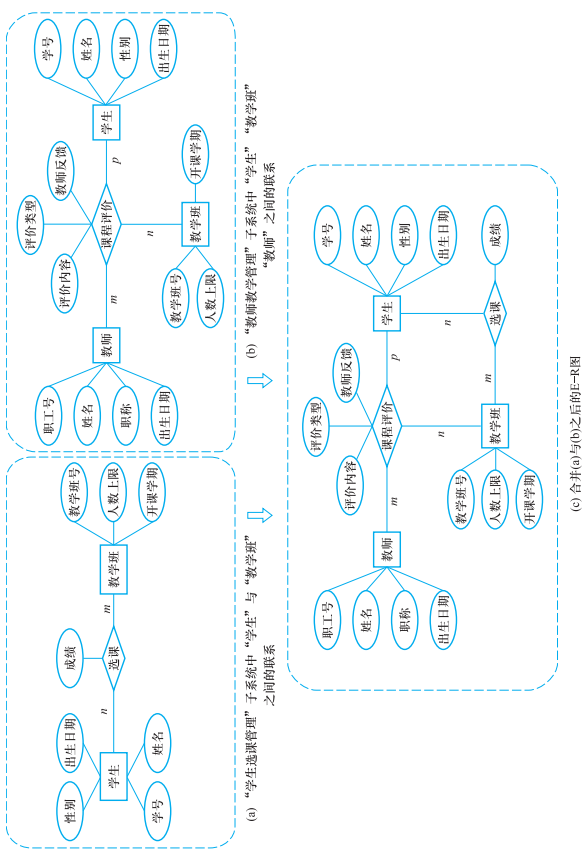 性别
出生日期
学号
姓名
学生
n
成绩
选课
m
教学班
教学班号
人数上限
开课学期
(a) “学生选课管理”子系统中“学生”与“教学班”
之间的联系
职工号
姓名
职称
出生日期
教师
m
评价内容
评价类型
教师反馈
课程评价
n
教学班号
人数上限
教学班
开课学期
p
学生
学号
姓名
性别
出生日期
(b) “教师教学管理”子系统中“学生”“教学班”
“教师”之间的联系
职工号
姓名
职称
出生日期
教师
m
评价内容
评价类型
教师反馈
课程评价
n
教学班号
人数上限
开课学期
教学班
m
p
学生
n
选课
成绩
学号
姓名
性别
出生日期
(c) 合并(a)与(b)之后的E-R图